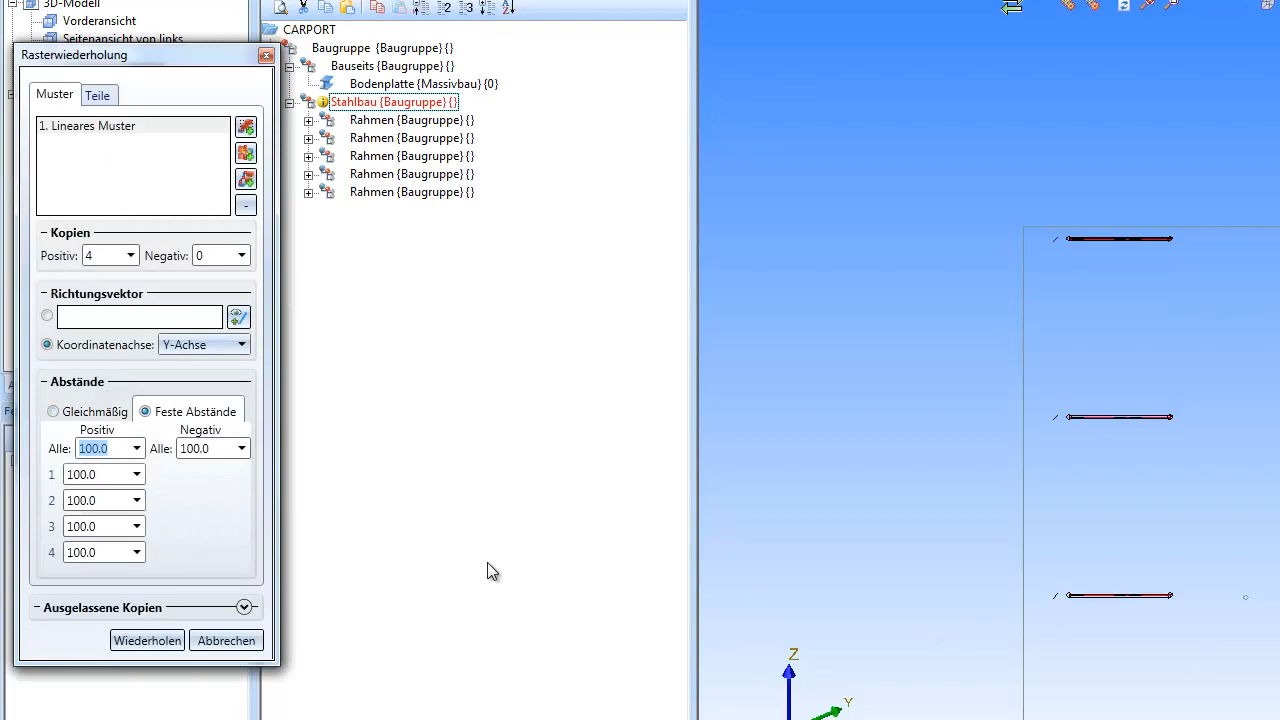 3D-Modell
Vorderansicht
Seitenansicht von links
Rasterwiederholung
Muster
Teile
1. Lineares Muster
-
Kopien
Positiv: 4
Negativ: 0
Richtungsvektor
Koordinatenachse: Y-Achse
Abstände
Gleichmäßig
Feste Abstände
Positiv
Negativ
Alle: 100.0
Alle: 100.0
1 100.0
2 100.0
3 100.0
4 100.0
Ausgelassene Kopien
Wiederholen
Abbrechen
CARPORT
Baugruppe {Baugruppe} {}
Bauseits {Baugruppe} {}
Bodenplatte {Massivbau} {0}
Stahlbau {Baugruppe} {}
Rahmen {Baugruppe} {}
Rahmen {Baugruppe} {}
Rahmen {Baugruppe} {}
Rahmen {Baugruppe} {}
Rahmen {Baugruppe} {}
Z
Y